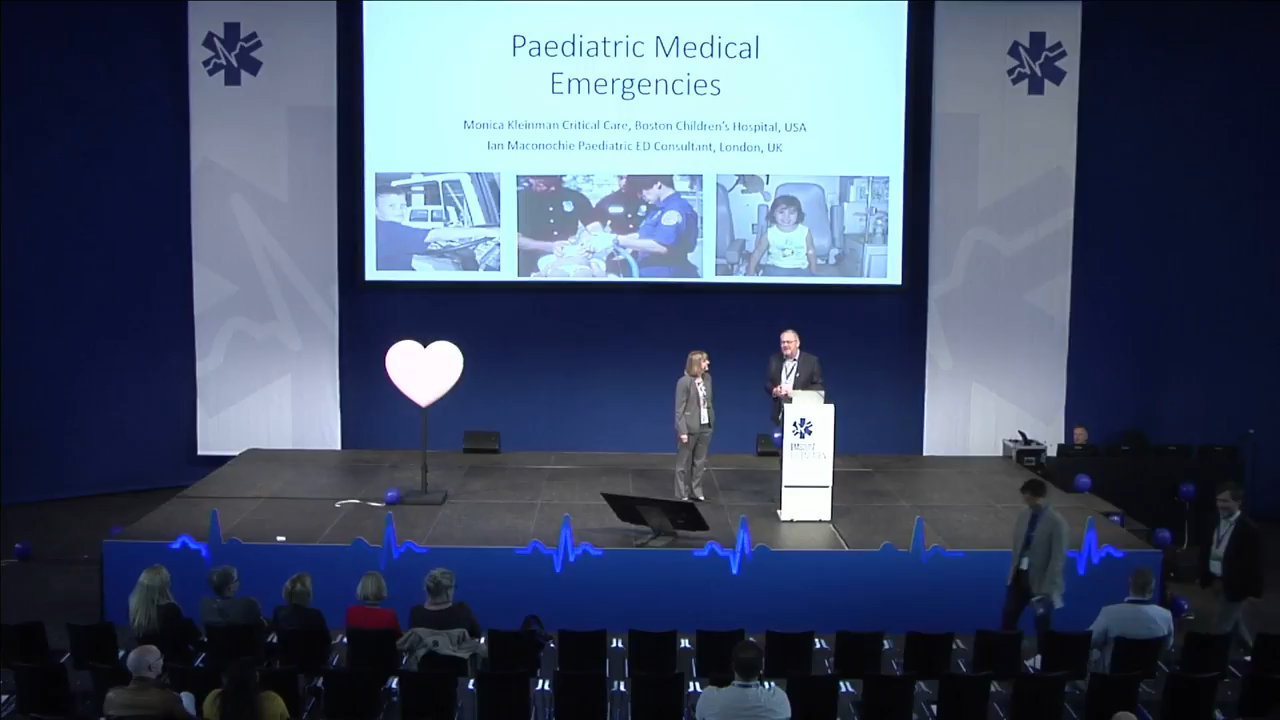 Paediatric Medical
Emergencies
Monica Kleinman Critical Care, Boston Children's Hospital, USA
Ian Maconochie Paediatric ED Consultant, London, UK